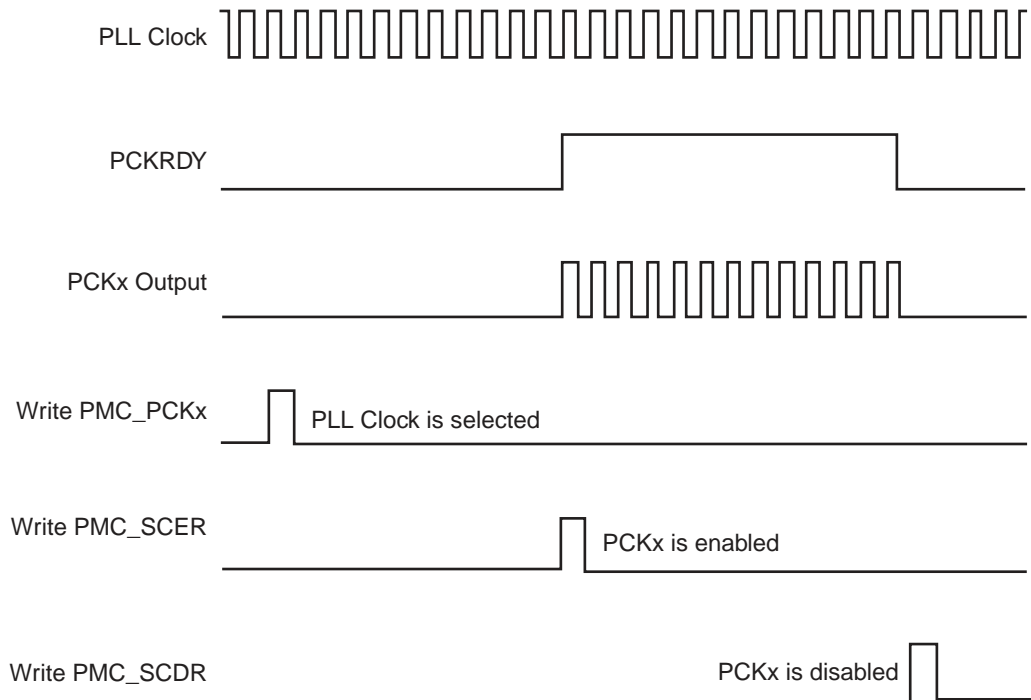 PLL Clock
PCKRDY
PCKx Output
Write PMC_PCKx
PLL Clock is selected
Write PMC_SCER
PCKx is enabled
Write PMC_SCDR
PCKx is disabled